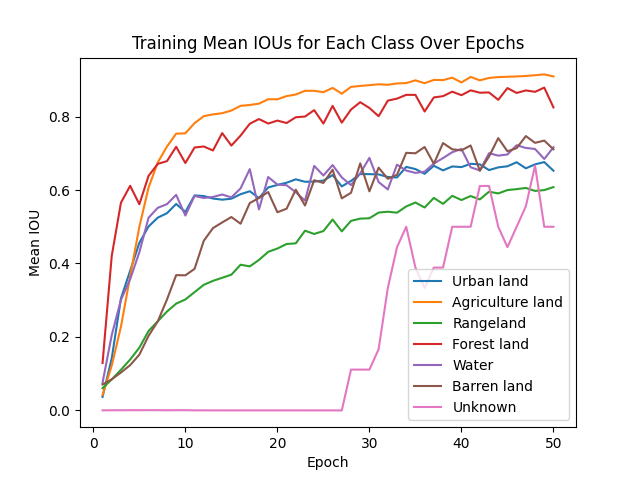 Training Mean IOUs for Each Class Over Epochs
Mean IOU
0.8
0.6
0.4
0.2
0.0
0
10
20
30
40
50
Epoch
Urban land
Agriculture land
Rangeland
Forest land
Water
Barren land
Unknown